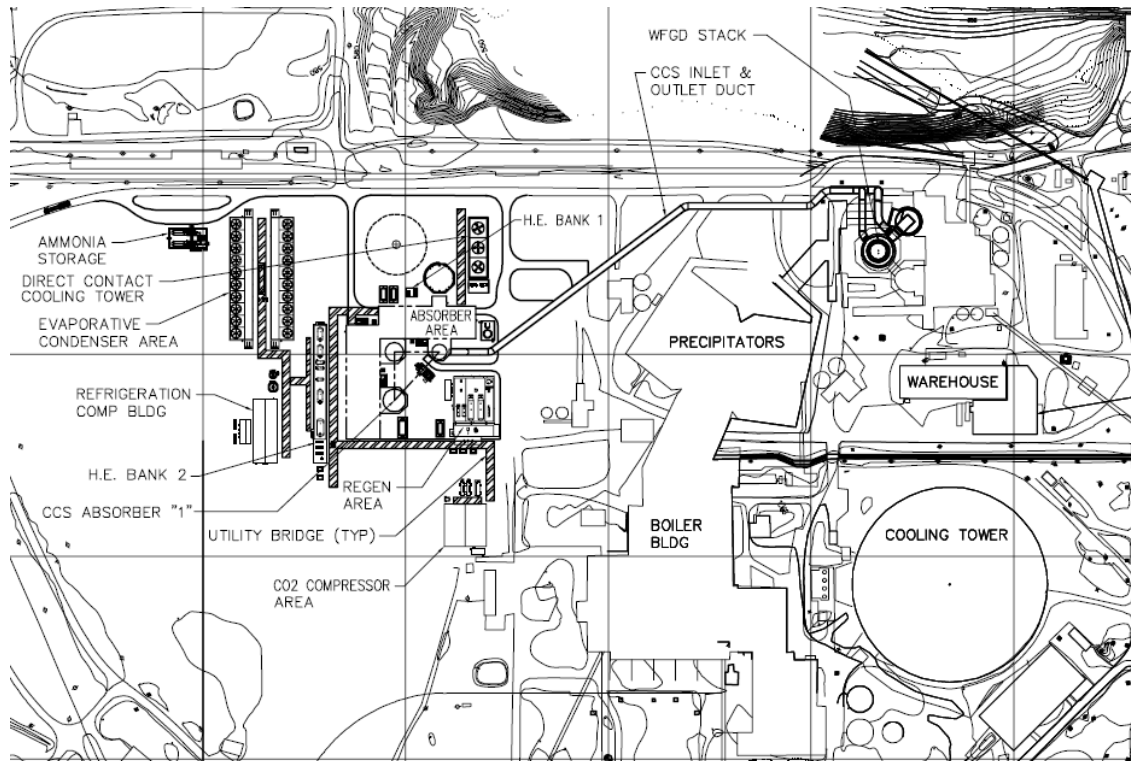 WFGD STACK
CCS INLET &
OUTLET DUCT
H.E. BANK 1
AMMONIA
STORAGE
DIRECT CONTACT
COOLING TOWER
EVAPORATIVE
CONDENSER AREA
ABSORBER
AREA
PRECIPITATORS
WAREHOUSE
REFRIGERATION
COMP BLDG
H.E. BANK 2
REGEN
AREA
CCS ABSORBER "1"
UTILITY BRIDGE (TYP)
BOILER
BLDG
COOLING TOWER
CO2 COMPRESSOR
AREA